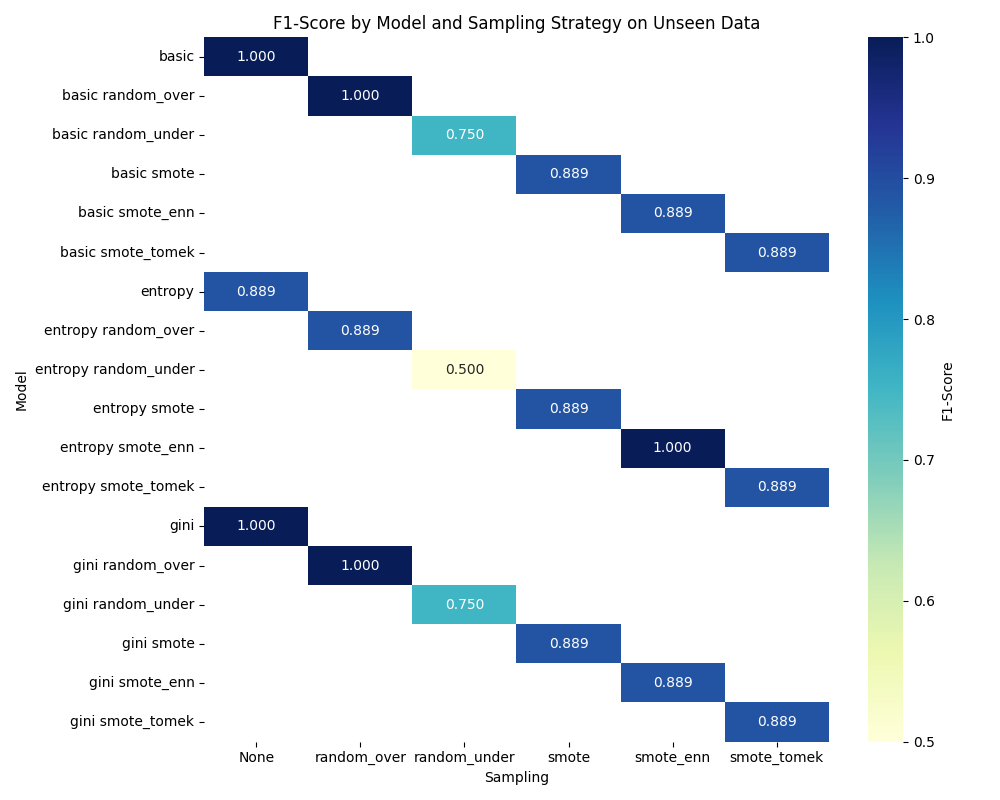 F1-Score by Model and Sampling Strategy on Unseen Data
basic 1.000
basic random_over 1.000
basic random_under 0.750
basic smote 0.889
basic smote_enn 0.889
basic smote_tomek 0.889
entropy 0.889
entropy random_over 0.889
entropy random_under 0.500
entropy smote 0.889
entropy smote_enn 1.000
entropy smote_tomek 0.889
gini 1.000
gini random_over 1.000
gini random_under 0.750
gini smote 0.889
gini smote_enn 0.889
gini smote_tomek 0.889
Model
None random_over random_under smote smote_enn smote_tomek
Sampling
1.0
0.9
0.8
0.7
0.6
0.5
F1-Score